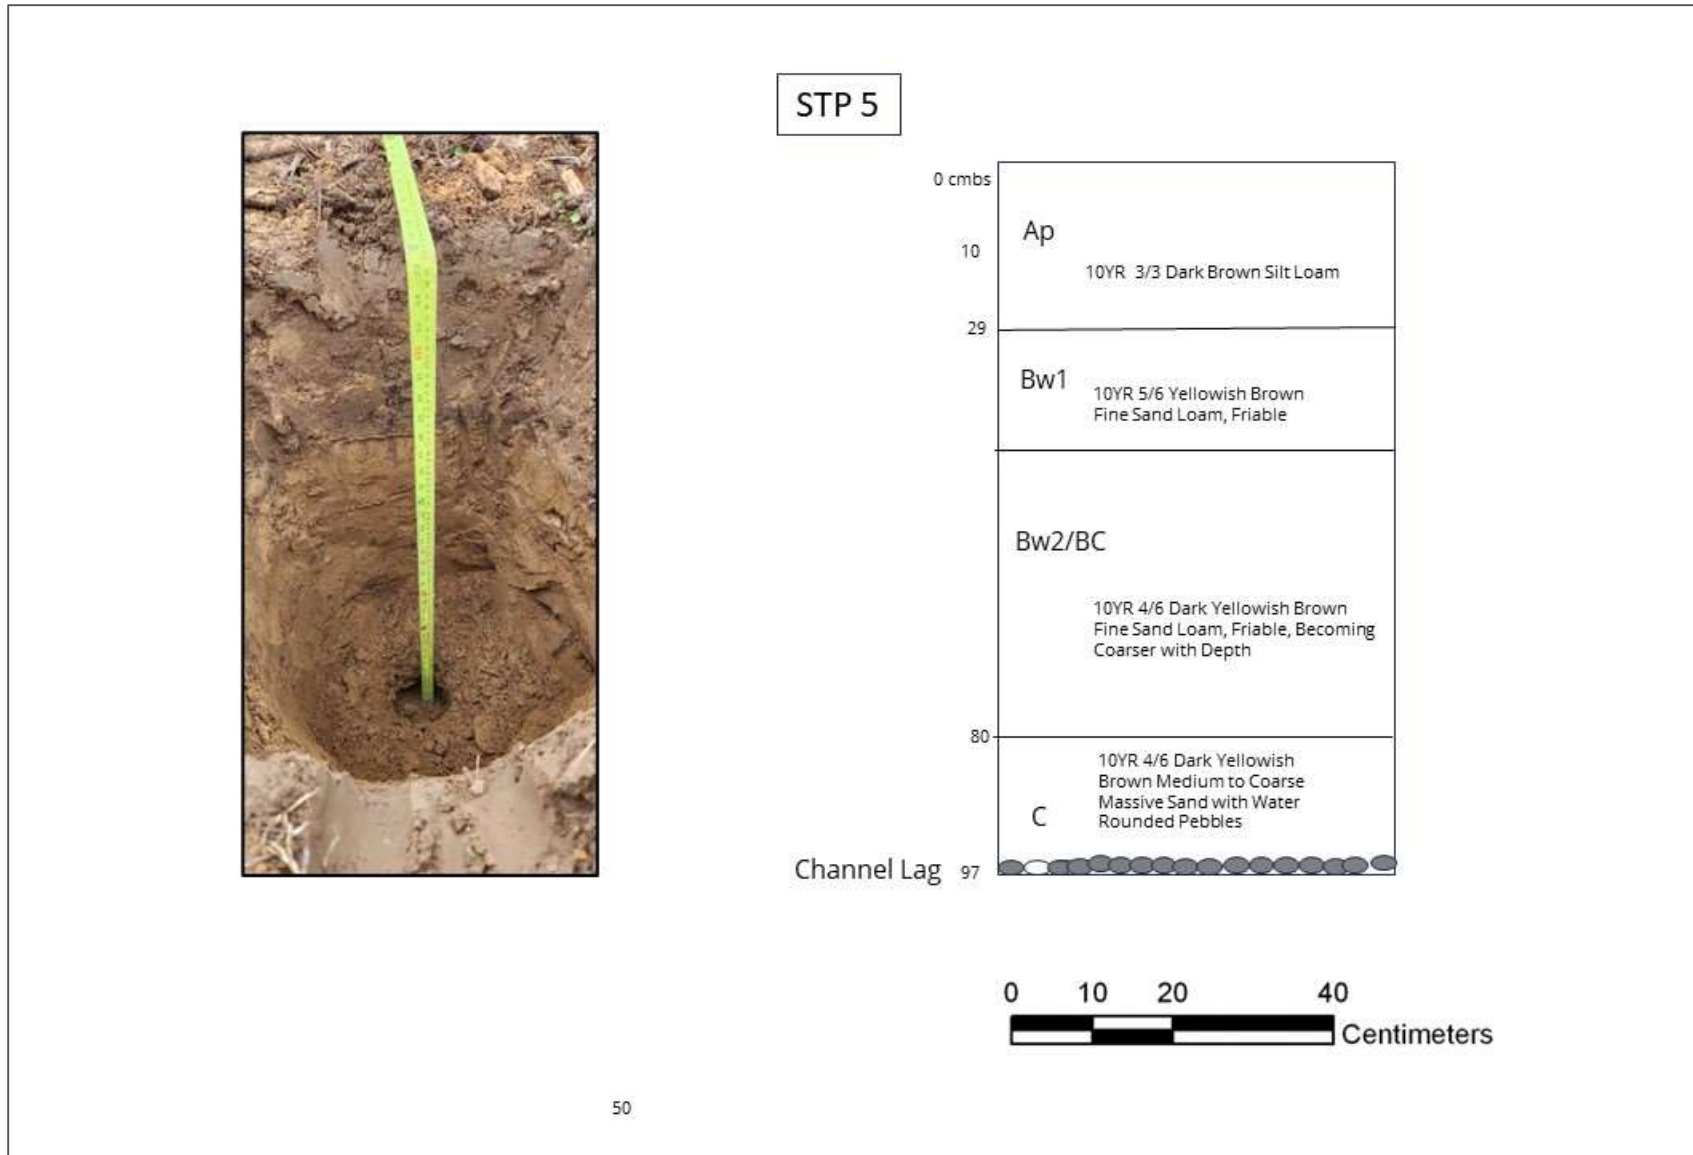 STP 5
0 cmbs
Ap
10
10YR 3/3 Dark Brown Silt Loam
29
Bw1
10YR 5/6 Yellowish Brown
Fine Sand Loam, Friable
Bw2/BC
10YR 4/6 Dark Yellowish Brown
Fine Sand Loam, Friable, Becoming
Coarser with Depth
80
10YR 4/6 Dark Yellowish
Brown Medium to Coarse
Massive Sand with Water
Rounded Pebbles
C
Channel Lag 97
0 10 20 40
Centimeters
50